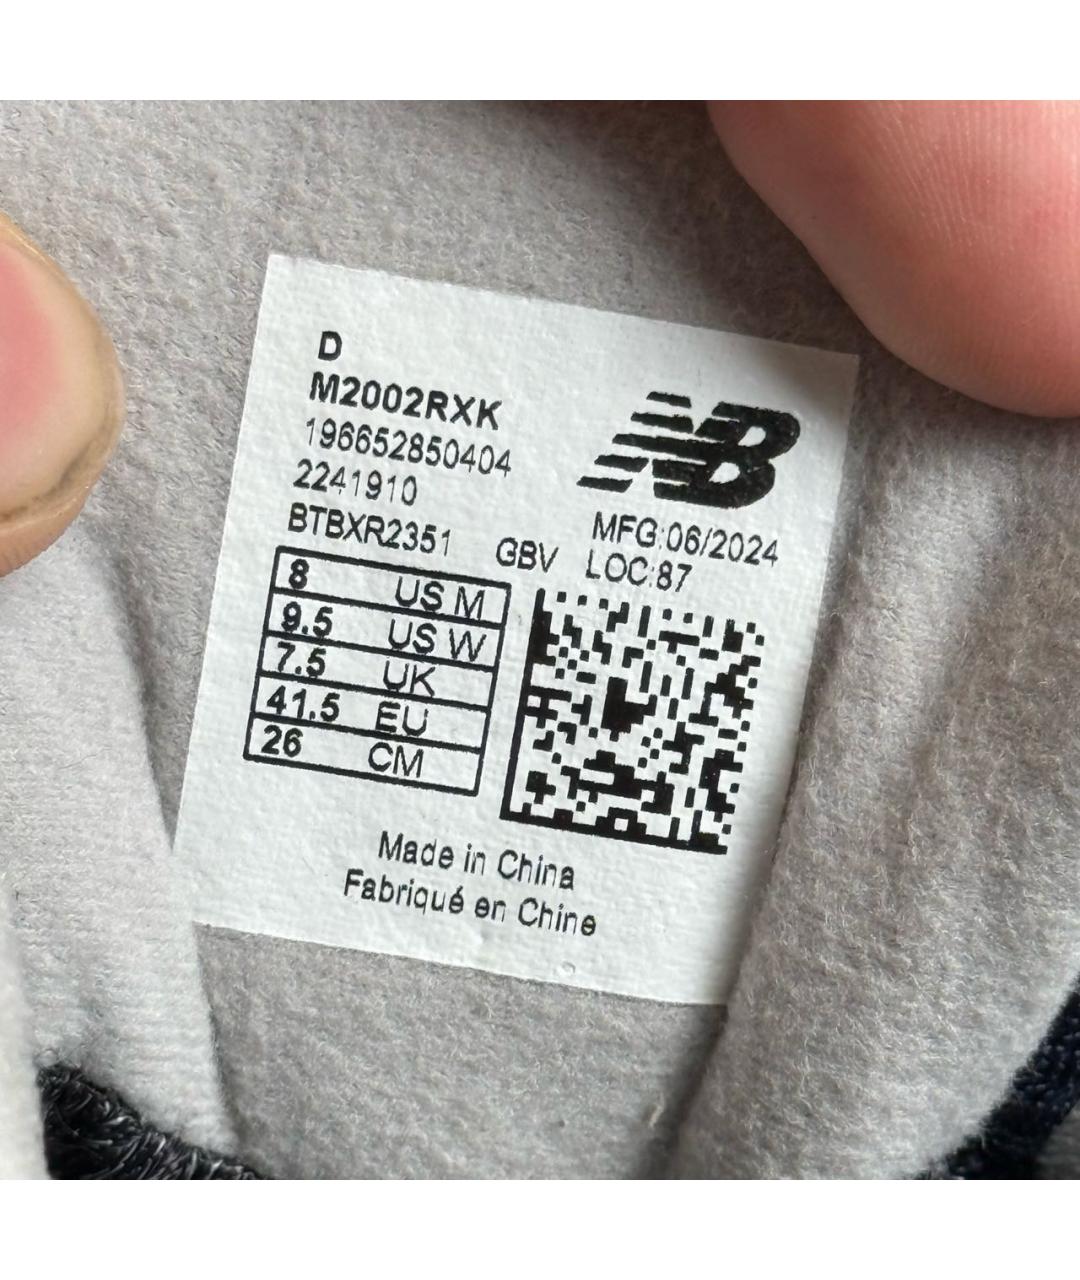 D
M2002RXK
196652850404
2241910
BTBXR2351 GBV
NB
MFG:06/2024
LOC:87
8 US M
9.5 US W
7.5 UK
41.5 EU
26 CM
Made in China
Fabriqué en Chine